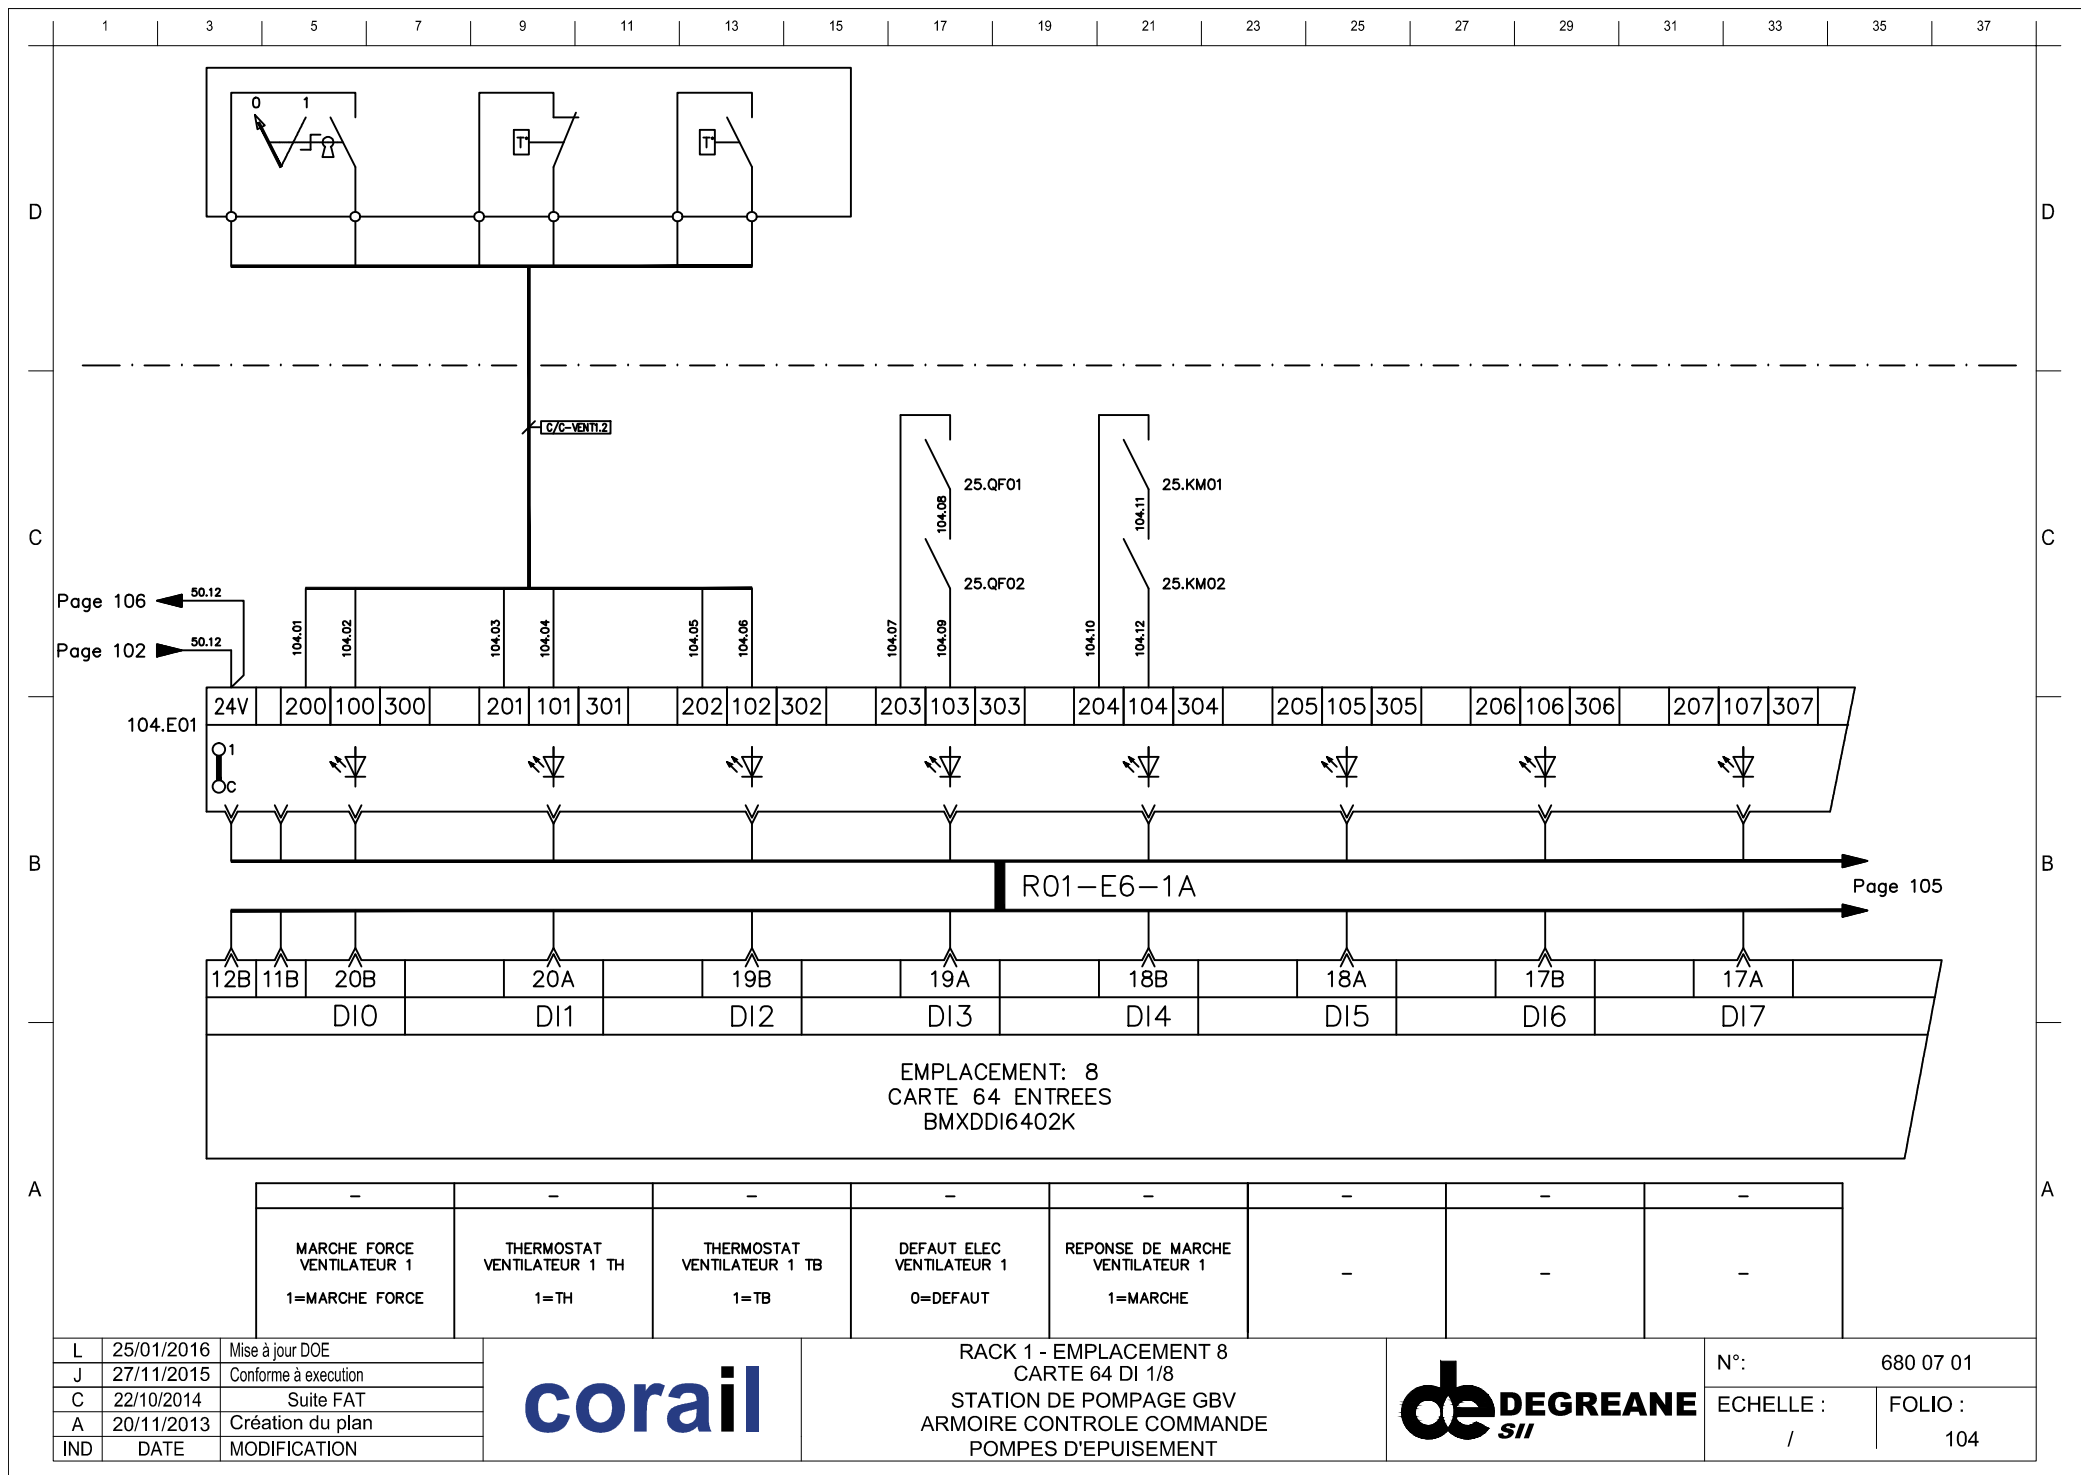 1 3 5 7 9 11 13 15 17 19 21 23 25 27 29 31 33 35 37
0 1
T° T°
D D
C/C-VENT1.2
25.QF01 25.KM01
104.08 104.11
C C
25.QF02 25.KM02
Page 106 50.12
Page 102 50.12
104.01 104.02 104.03 104.04 104.05 104.06 104.07 104.09 104.10 104.12
24V 200 100 300 201 101 301 202 102 302 203 103 303 204 104 304 205 105 305 206 106 306 207 107 307
104.E01
1
C
B B
R01-E6-1A
Page 105
12B 11B 20B 20A 19B 19A 18B 18A 17B 17A
DI0 DI1 DI2 DI3 DI4 DI5 DI6 DI7
EMPLACEMENT: 8
CARTE 64 ENTREES
BMXDDI6402K
A A
- - - - - - - -
MARCHE FORCE
VENTILATEUR 1
1=MARCHE FORCE
THERMOSTAT
VENTILATEUR 1 TH
1=TH
THERMOSTAT
VENTILATEUR 1 TB
1=TB
DEFAUT ELEC
VENTILATEUR 1
0=DEFAUT
REPONSE DE MARCHE
VENTILATEUR 1
1=MARCHE
- - -
L 25/01/2016 Mise à jour DOE
J 27/11/2015 Conforme à execution
C 22/10/2014 Suite FAT
A 20/11/2013 Création du plan
IND DATE MODIFICATION
corail
RACK 1 - EMPLACEMENT 8
CARTE 64 DI 1/8
STATION DE POMPAGE GBV
ARMOIRE CONTROLE COMMANDE
POMPES D'EPUISEMENT
de DEGREANE
SII
N°: 680 07 01
ECHELLE : /
FOLIO : 104